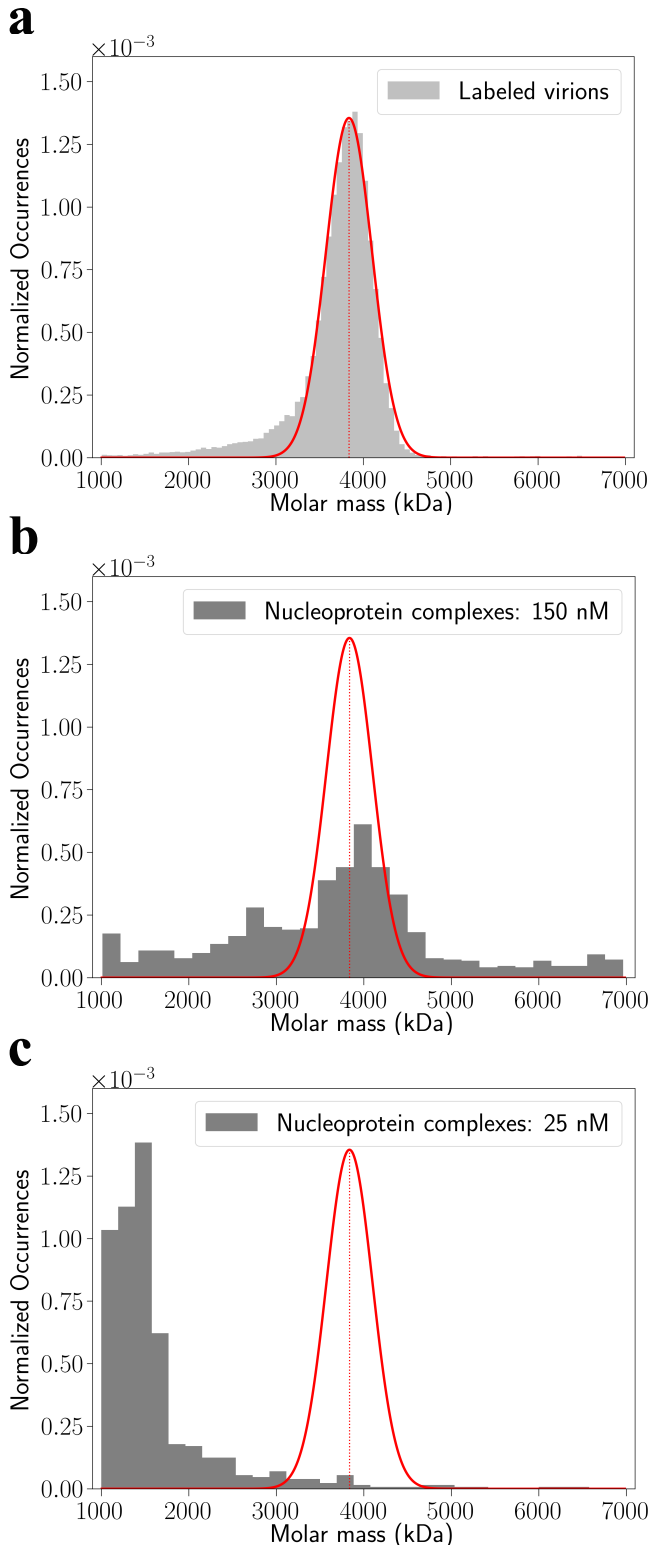 a
×10⁻³
Labeled virions
Normalized Occurrences
1.50
1.25
1.00
0.75
0.50
0.25
0.00
1000 2000 3000 4000 5000 6000 7000
Molar mass (kDa)
b
×10⁻³
Nucleoprotein complexes: 150 nM
Normalized Occurrences
1.50
1.25
1.00
0.75
0.50
0.25
0.00
1000 2000 3000 4000 5000 6000 7000
Molar mass (kDa)
c
×10⁻³
Nucleoprotein complexes: 25 nM
Normalized Occurrences
1.50
1.25
1.00
0.75
0.50
0.25
0.00
1000 2000 3000 4000 5000 6000 7000
Molar mass (kDa)